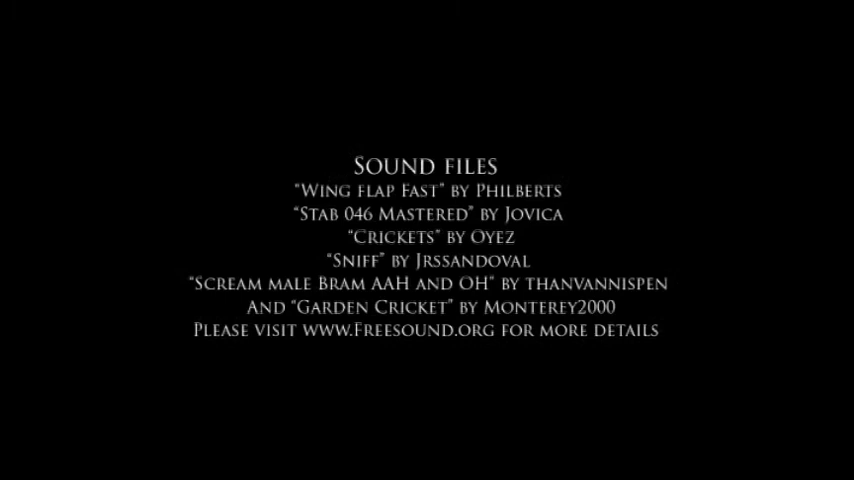 Sound files
"Wing flap Fast" by Philberts
"Stab 046 Mastered" by Jovica
"Crickets" by Oyez
"Sniff" by Jrssandoval
"Scream male Bram AAH and OH" by thanvannispen
And "Garden Cricket" by Monterey2000
Please visit www.Freesound.org for more details